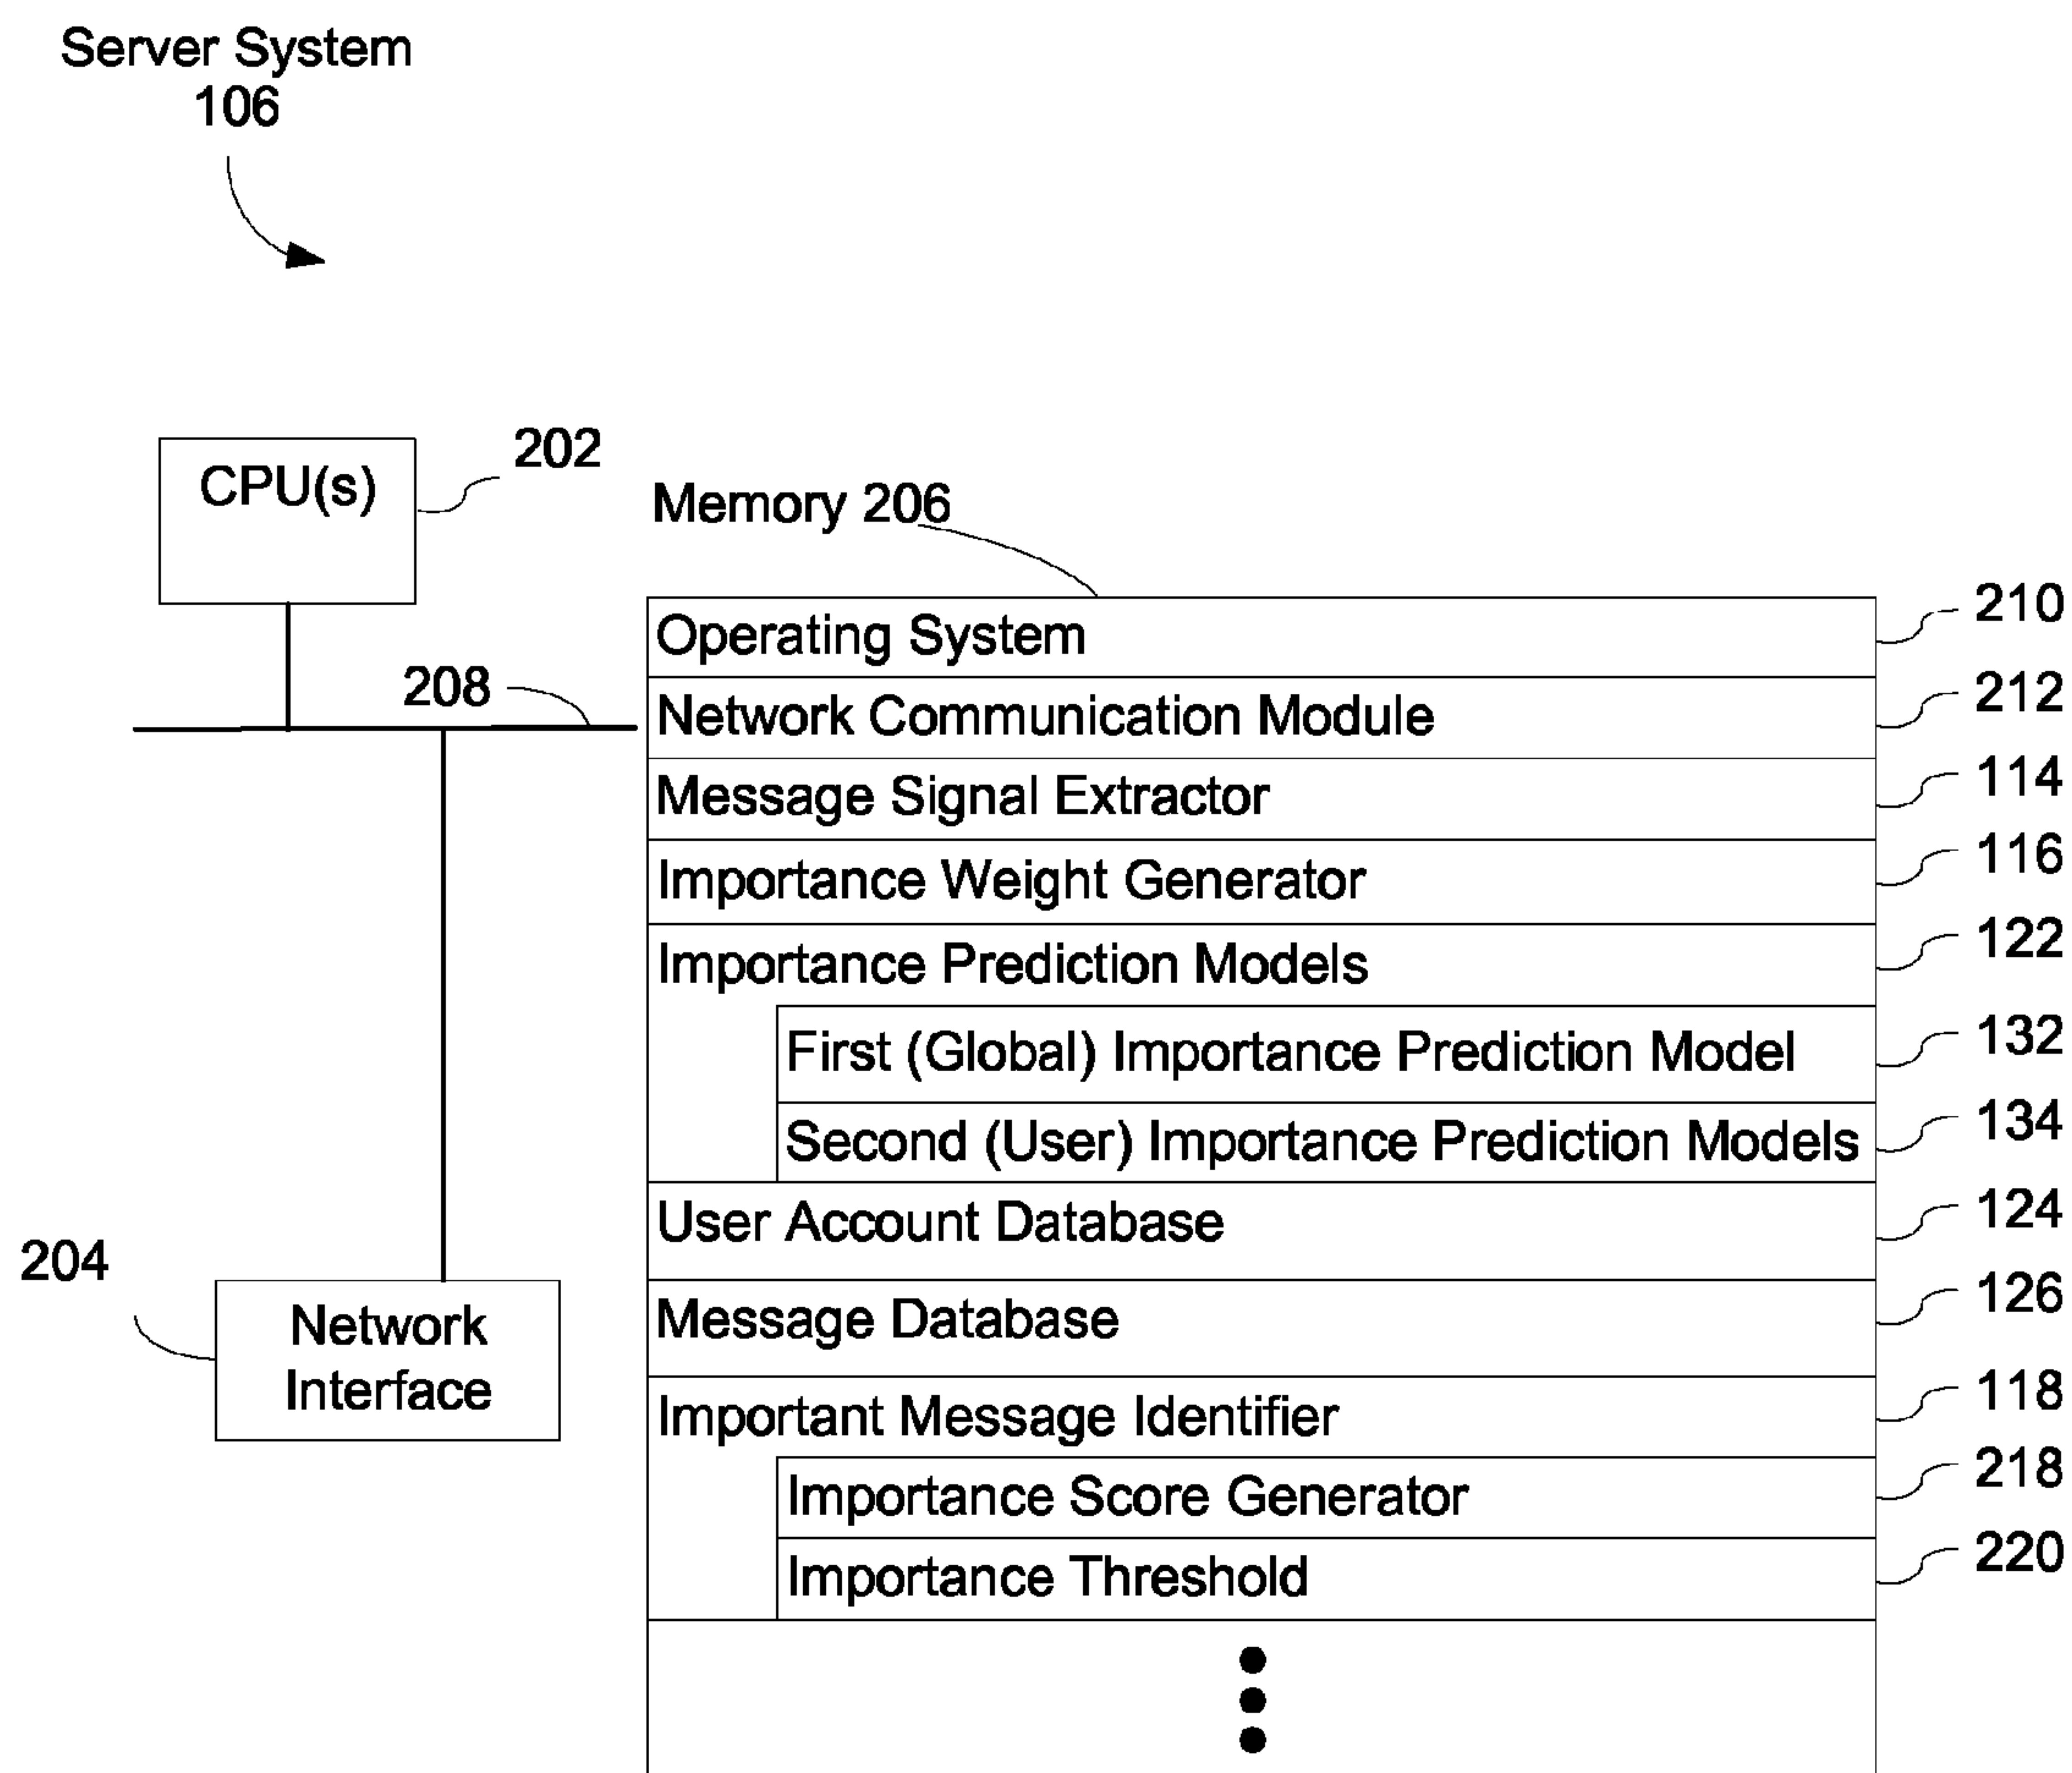 Server System
106
CPU(s)
202
Memory 206
208
Operating System
210
Network Communication Module
212
Message Signal Extractor
114
Importance Weight Generator
116
Importance Prediction Models
122
First (Global) Importance Prediction Model
132
Second (User) Importance Prediction Models
134
User Account Database
124
Message Database
126
Important Message Identifier
118
Importance Score Generator
218
Importance Threshold
220
204
Network
Interface